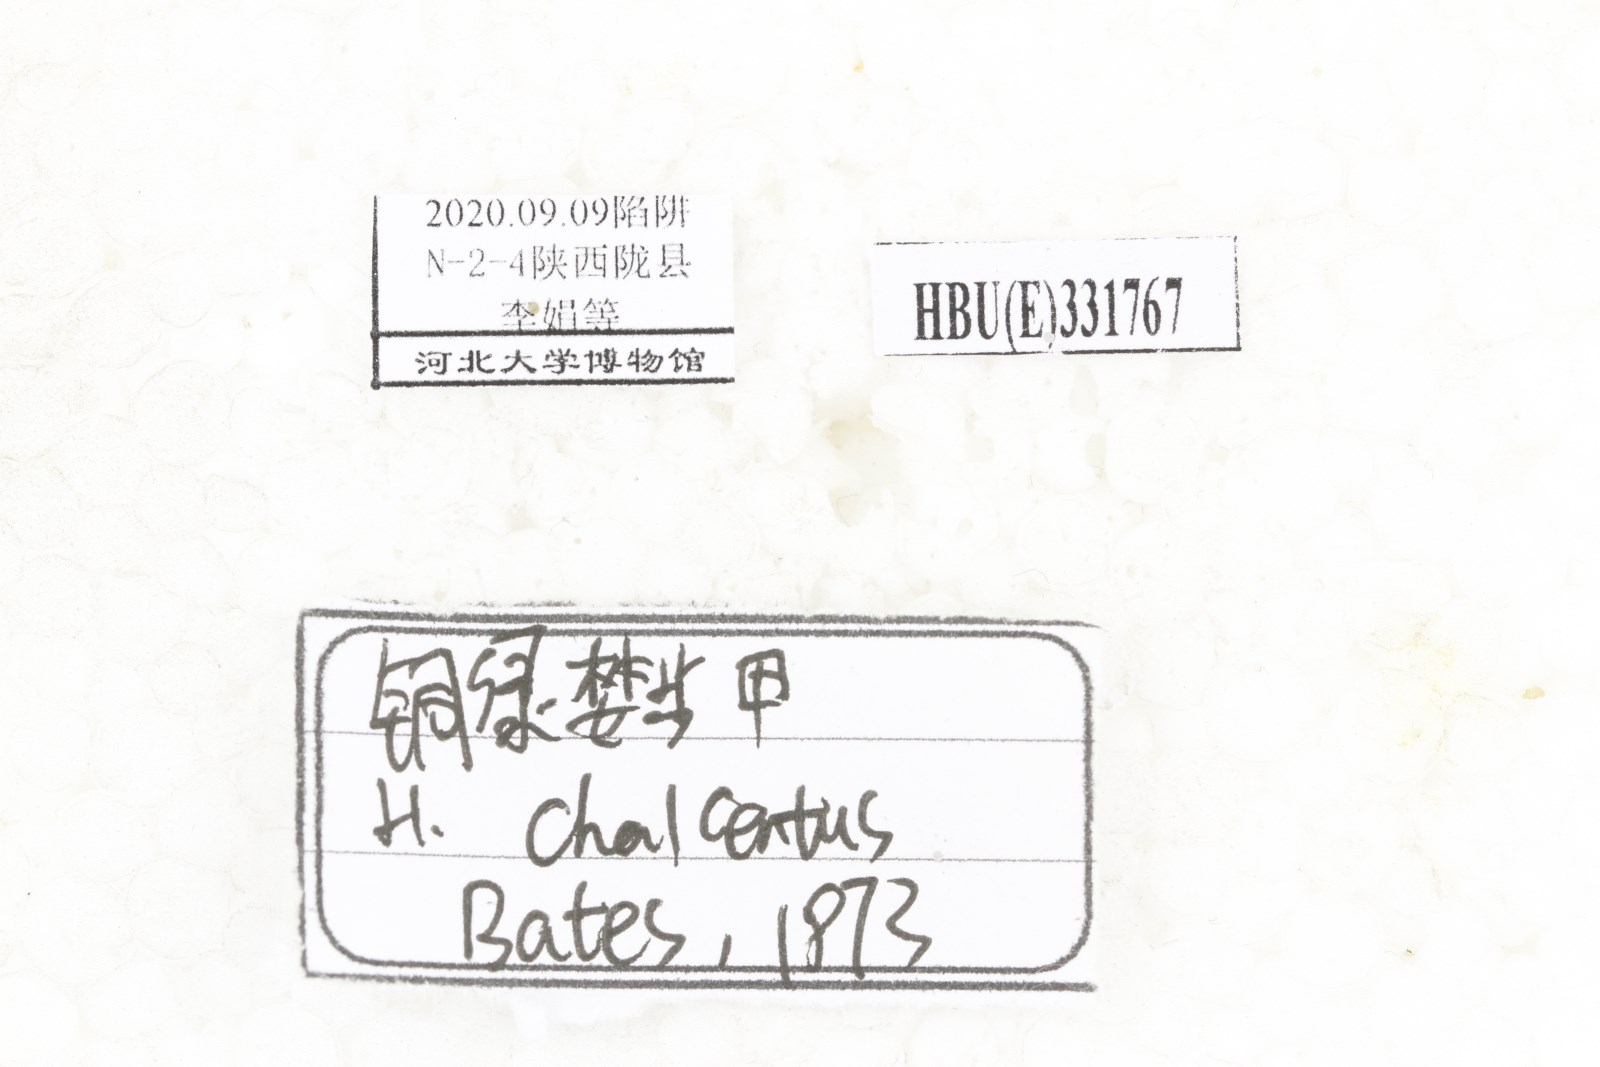 2020.09.09陷阱
N-2-4陕西陇县
李娟等
河北大学博物馆
HBU(E)331767
铜绿婪步甲
H. chalcentus
Bates, 1873